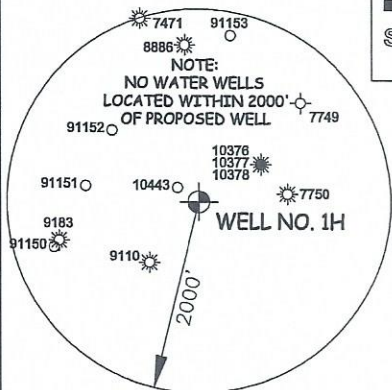 7471
91153
8886
NOTE:
NO WATER WELLS
LOCATED WITHIN 2000'
OF PROPOSED WELL
7749
91152
10376
10377
10378
91151
10443
7750
WELL NO. 1H
9183
91150
9110
2000'
S